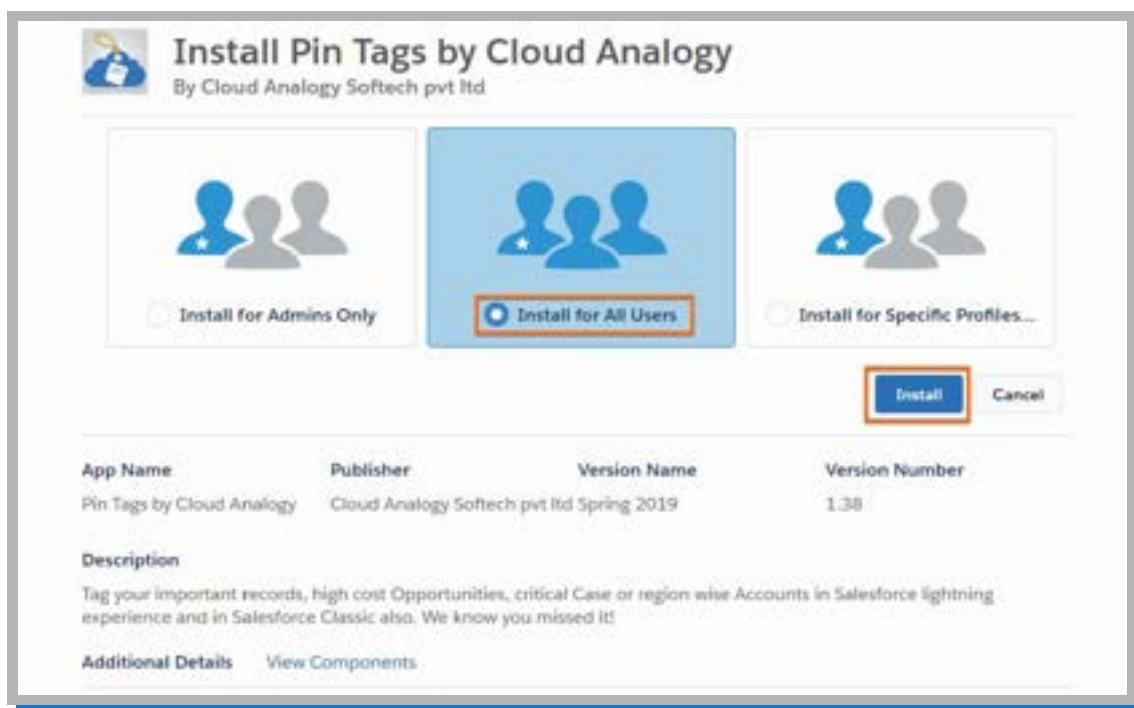 Install Pin Tags by Cloud Analogy
By Cloud Analogy Softech pvt ltd
Install for Admins Only
Install for All Users
Install for Specific Profiles...
Install
Cancel
App Name
Publisher
Version Name
Version Number
Pin Tags by Cloud Analogy
Cloud Analogy Softech pvt ltd
Spring 2019
1.38
Description
Tag your important records, high cost Opportunities, critical Case or region wise Accounts in Salesforce lightning
experience and in Salesforce Classic also. We know you missed it!
Additional Details
View Components